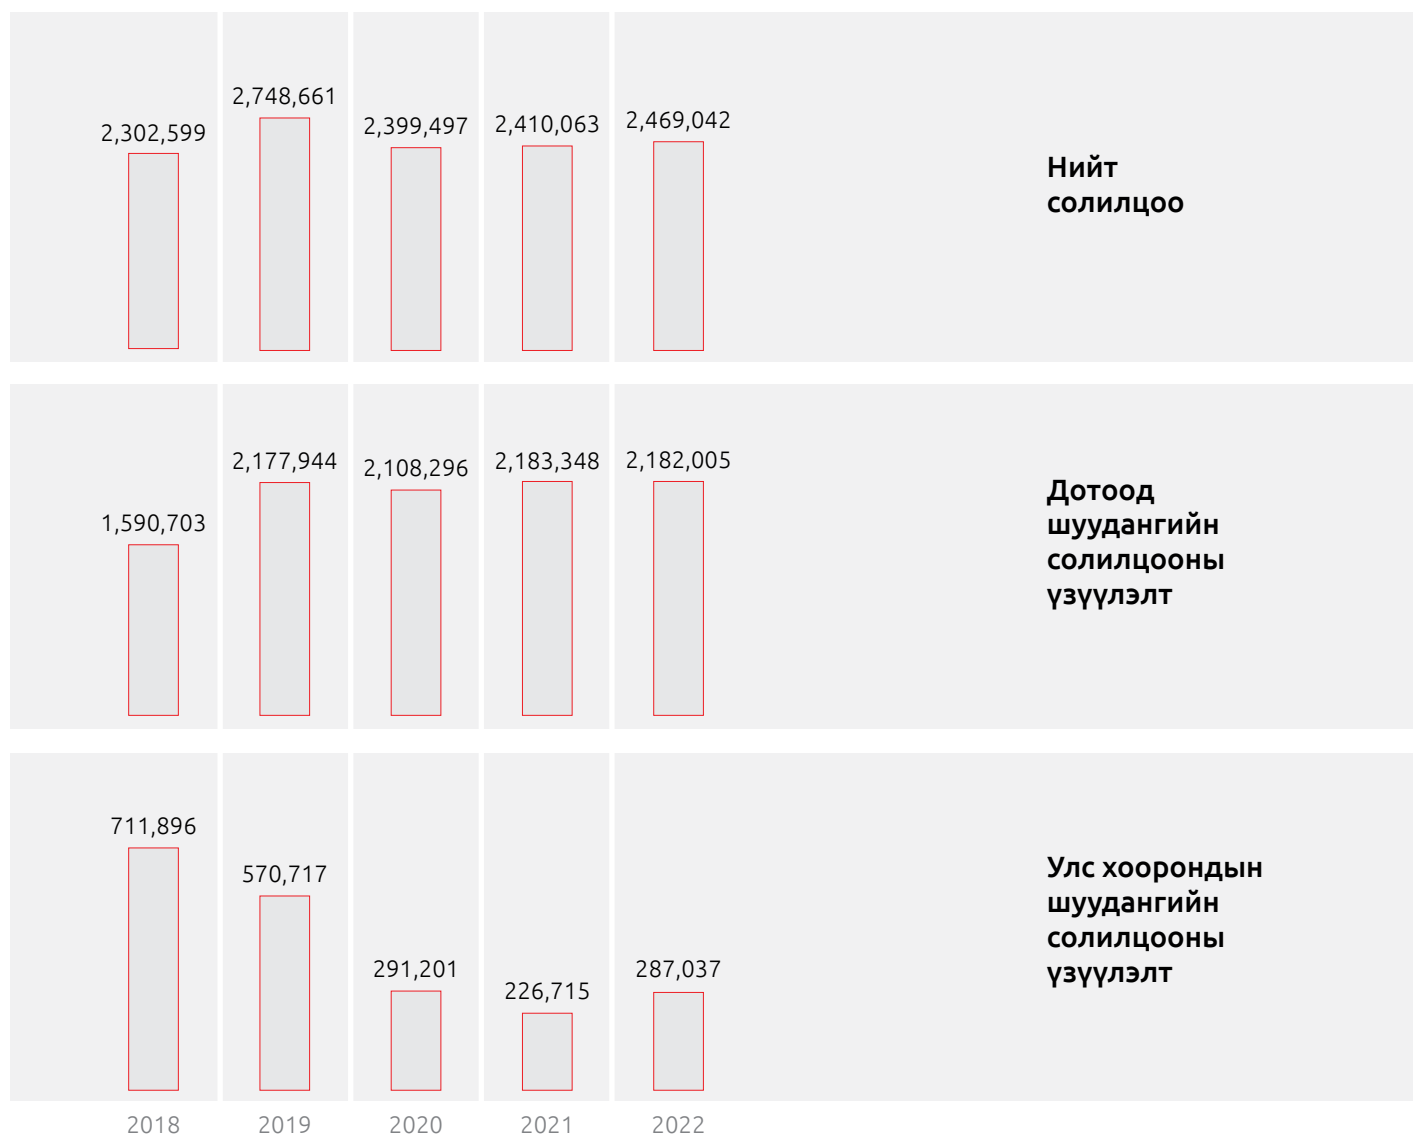 2,302,599
2,748,661
2,399,497
2,410,063
2,469,042
Нийт
солилцоо
1,590,703
2,177,944
2,108,296
2,183,348
2,182,005
Дотоод
шуудангийн
солилцооны
үзүүлэлт
711,896
570,717
291,201
226,715
287,037
Улс хоорондын
шуудангийн
солилцооны
үзүүлэлт
2018
2019
2020
2021
2022